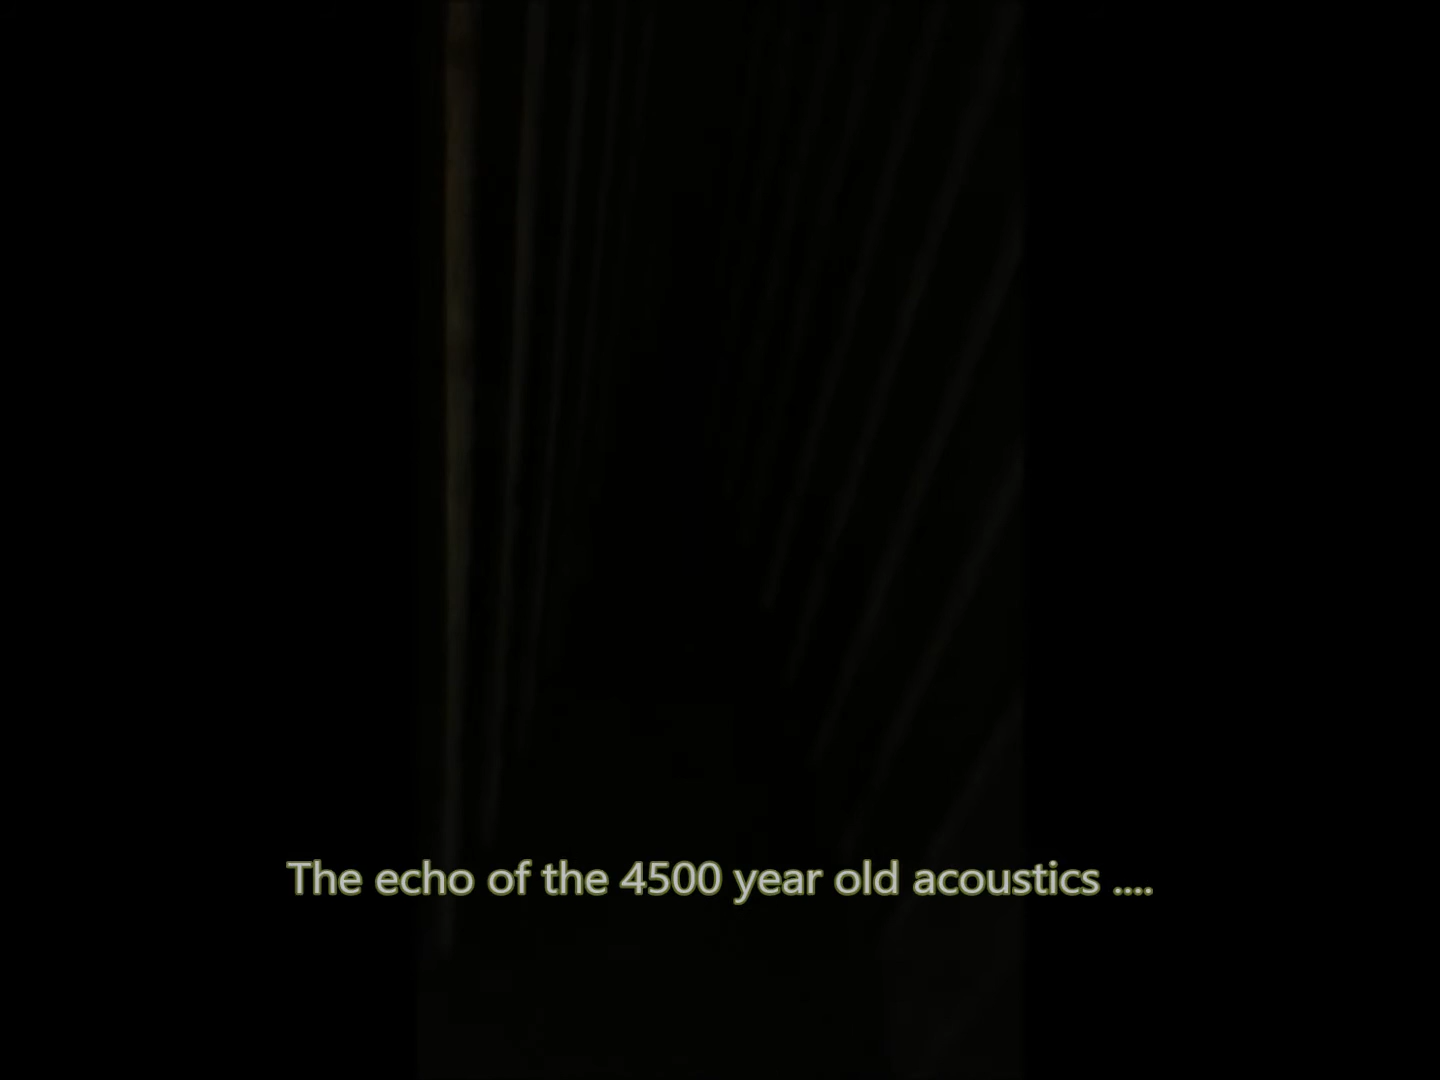 The echo of the 4500 year old acoustics ....